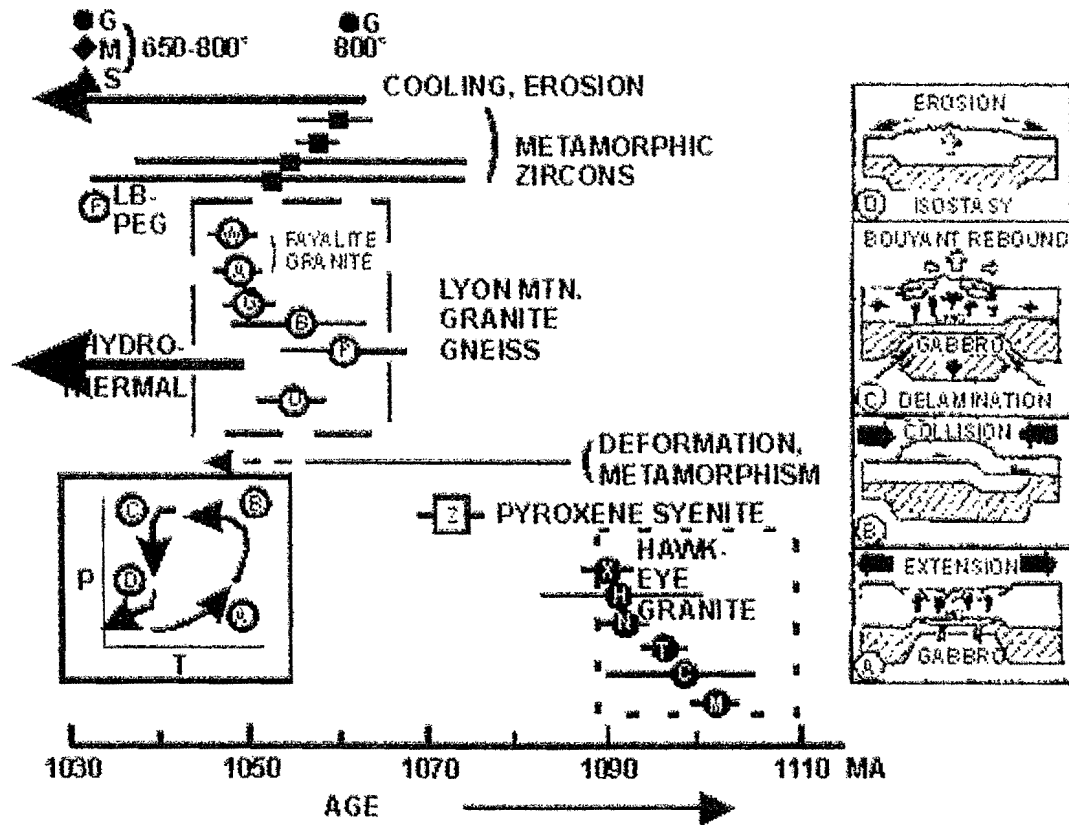 G
M
S
650-800°
G
800°
COOLING, EROSION
METAMORPHIC
ZIRCONS
LB-
PEG
FAYALITE
GRANITE
B
F
LYON MTN.
GRANITE
GNEISS
HYDRO-
THERMAL
DEFORMATION,
METAMORPHISM
Z
PYROXENE SYENITE
HAWK-
EYE
GRANITE
X
H
N
T
C
M
P
C
B
D
A
T
1030
1050
1070
1090
1110 MA
AGE
EROSION
D
ISOSTASY
BOUYANT REBOUND
GABBRO
C
DELAMINATION
COLLISION
B
EXTENSION
GABBRO
A